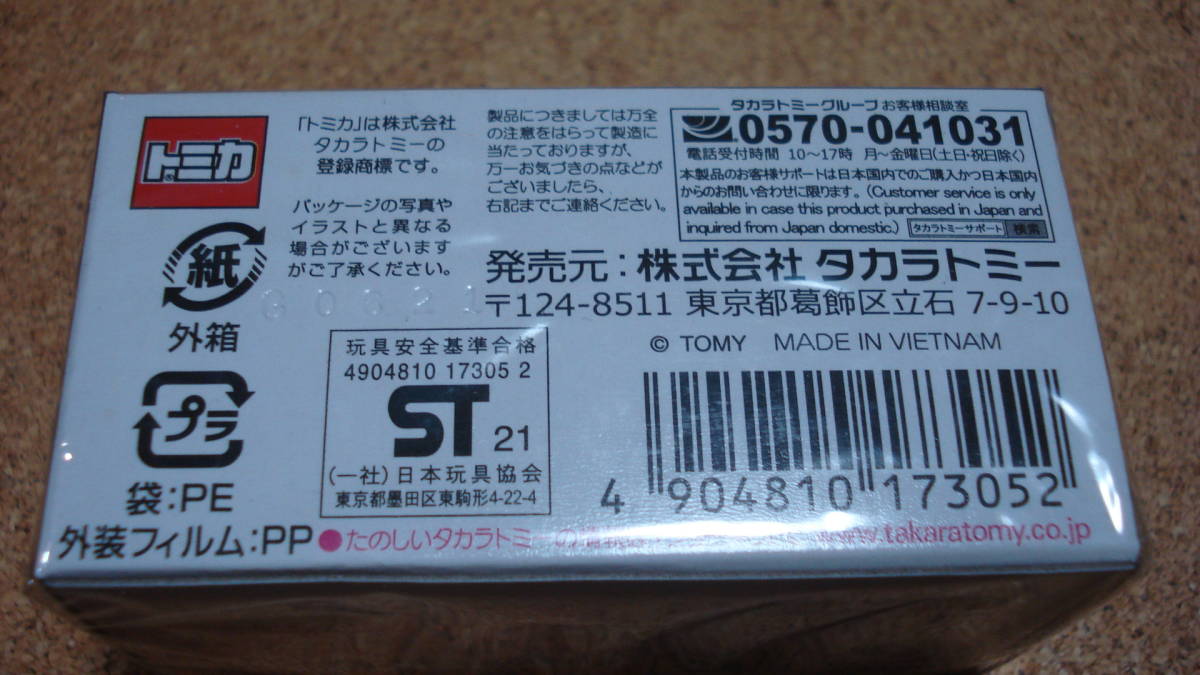 トミカ®
「トミカ」は株式会社
タカラトミーの
登録商標です。
パッケージの写真や
イラストと異なる
場合がございます
がご了承ください。
製品につきましては万全
の注意をはらって製造に
当たっておりますが、
万一お気づきの点などが
ございましたら、
右記までご連絡ください。
タカラトミーグループ お客様相談室
0570-041031
電話受付時間 10〜17時 月〜金曜日(土日・祝日除く)
本製品のお客様サポートは日本国内でのご購入かつ日本国内
からのお問い合わせに限ります。(Customer service is only
available in case this product purchased in Japan and
inquired from Japan domestic.) タカラトミーサポート 検索
発売元:株式会社 タカラトミー
〒124-8511 東京都葛飾区立石 7-9-10
© TOMY MADE IN VIETNAM
紙
外箱
プラ
袋:PE
外装フィルム:PP
玩具安全基準合格
4904810 17305 2
ST 21
(一社)日本玩具協会
東京都墨田区東駒形4-22-4
4 904810 173052
●たのしいタカラトミーの情報 www.takaratomy.co.jp